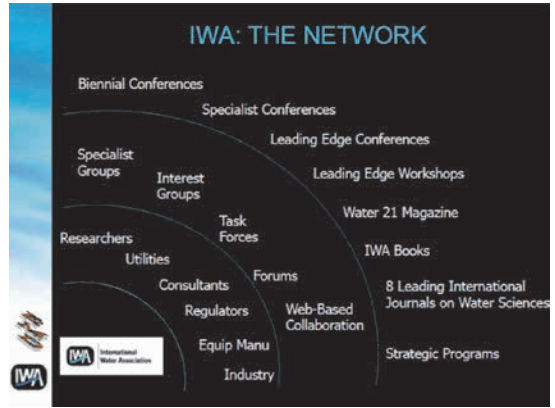 IWA: THE NETWORK
Biennial Conferences
Specialist Conferences
Leading Edge Conferences
Leading Edge Workshops
Water 21 Magazine
IWA Books
8 Leading International
Journals on Water Sciences
Strategic Programs
Specialist
Groups
Interest
Groups
Task
Forces
Forums
Web-Based
Collaboration
Researchers
Utilities
Consultants
Regulators
Equip Manu
Industry
IWA
International
Water Association
IWA